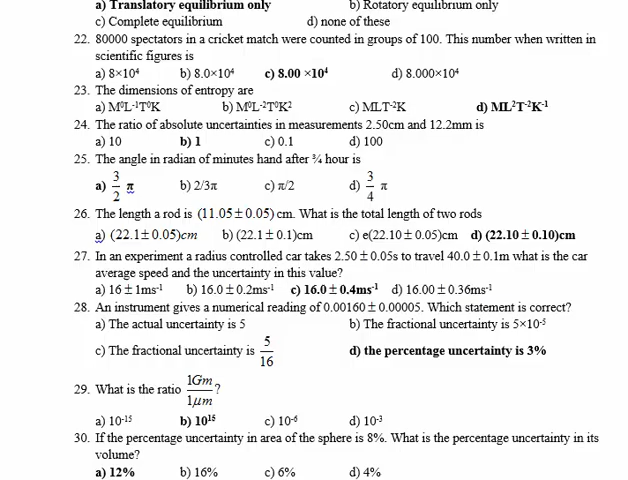 a) Translatory equilibrium only b) Rotatory equilibrium only
c) Complete equilibrium d) none of these
22. 80000 spectators in a cricket match were counted in groups of 100. This number when written in
scientific figures is
a) 8×10⁴ b) 8.0×10⁴ c) 8.00 ×10⁴ d) 8.000×10⁴
23. The dimensions of entropy are
a) M⁰L⁻¹T⁰K b) M⁰L⁻²T⁰K² c) MLT⁻²K d) ML²T⁻²K⁻¹
24. The ratio of absolute uncertainties in measurements 2.50cm and 12.2mm is
a) 10 b) 1 c) 0.1 d) 100
25. The angle in radian of minutes hand after ¾ hour is
a) 3/2 π b) 2/3π c) π/2 d) 3/4 π
26. The length a rod is (11.05±0.05) cm. What is the total length of two rods
a) (22.1±0.05)cm b) (22.1±0.1)cm c) e(22.10±0.05)cm d) (22.10±0.10)cm
27. In an experiment a radius controlled car takes 2.50±0.05s to travel 40.0±0.1m what is the car
average speed and the uncertainty in this value?
a) 16±1ms⁻¹ b) 16.0±0.2ms⁻¹ c) 16.0±0.4ms⁻¹ d) 16.00±0.36ms⁻¹
28. An instrument gives a numerical reading of 0.00160±0.00005. Which statement is correct?
a) The actual uncertainty is 5 b) The fractional uncertainty is 5×10⁻⁵
c) The fractional uncertainty is 5/16 d) the percentage uncertainty is 3%
29. What is the ratio 1Gm/1μm?
a) 10⁻¹⁵ b) 10¹⁵ c) 10⁻⁶ d) 10⁻³
30. If the percentage uncertainty in area of the sphere is 8%. What is the percentage uncertainty in its
volume?
a) 12% b) 16% c) 6% d) 4%